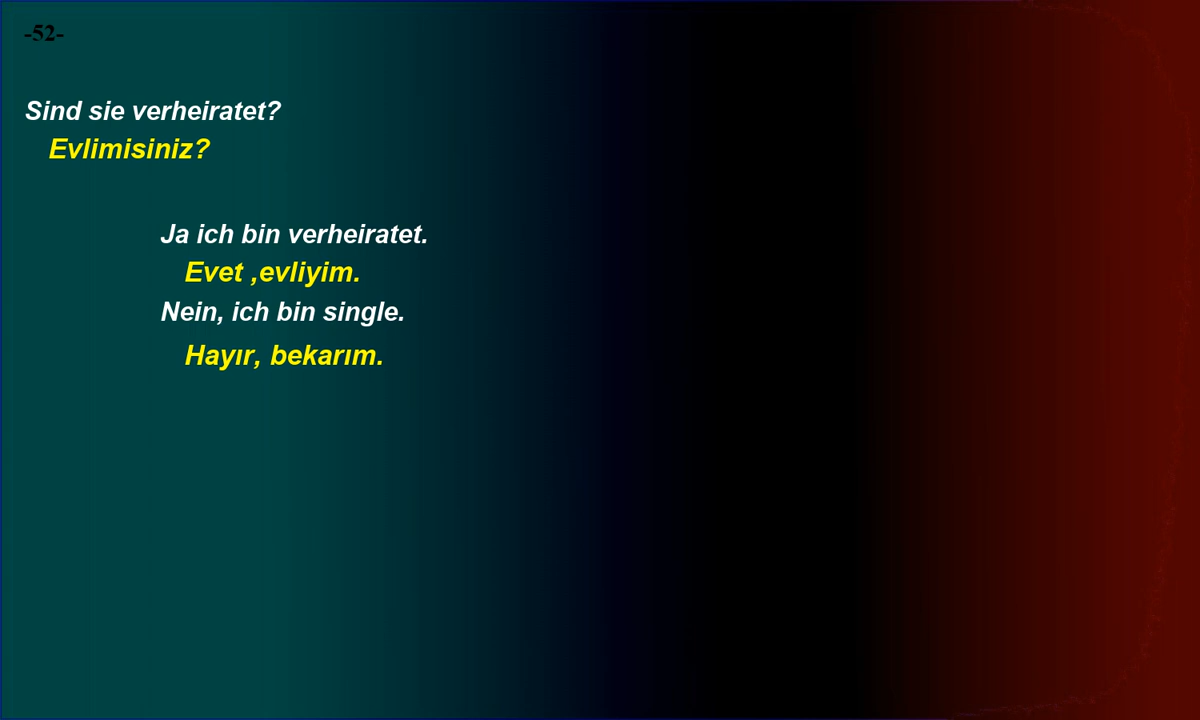 -52-
Sind sie verheiratet?
Evlimisiniz?
Ja ich bin verheiratet.
Evet ,evliyim.
Nein, ich bin single.
Hayır, bekarım.